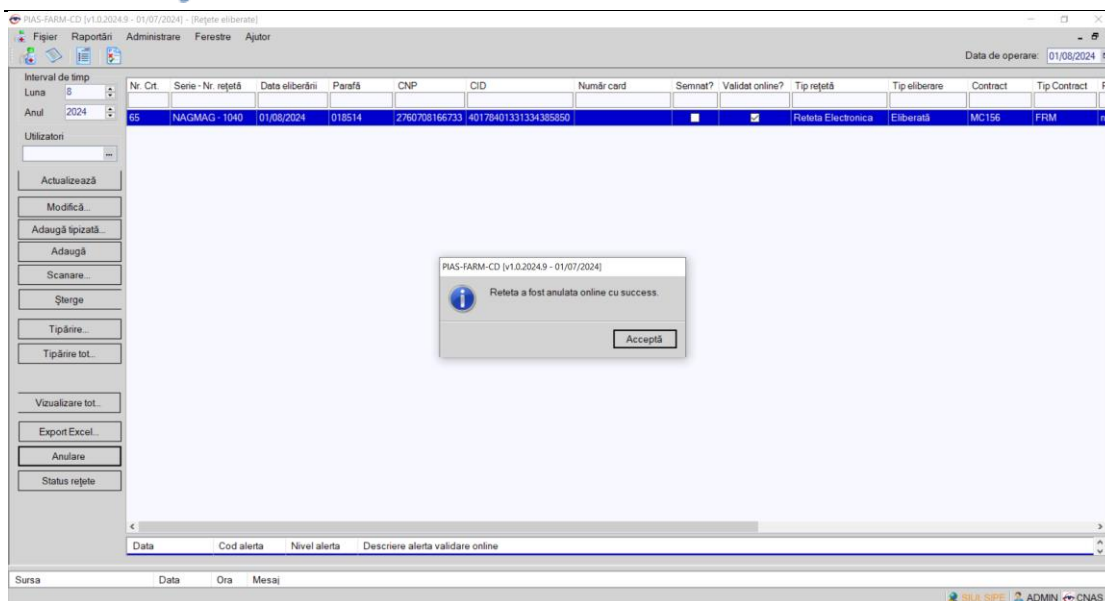 PIAS-FARM-CD [v1.0.2024.9 - 01/07/2024] - [Rețete eliberate]
Fișier Raportări Administrare Ferestre Ajutor
Data de operare: 01/08/2024
Interval de timp
Luna 8
Anul 2024
Utilizatori
...
Actualizează
Modifică...
Adaugă tipizată...
Adaugă
Scanare...
Șterge
Tipărire...
Tipărire tot...
Vizualizare tot...
Export Excel...
Anulare
Status rețete
Nr. Crt. Serie - Nr. rețetă Data eliberării Parafă CNP CID Număr card Semnat? Validat online? Tip rețetă Tip eliberare Contract Tip Contract
65 NAGMAG - 1040 01/08/2024 018514 2760708166733 40178401331334385850 Reteta Electronica Eliberată MC156 FRM
PIAS-FARM-CD [v1.0.2024.9 - 01/07/2024]
Reteta a fost anulata online cu success.
Acceptă
Data Cod alerta Nivel alerta Descriere alerta validare online
Sursa Data Ora Mesaj
SIUI SIPE ADMIN CNAS